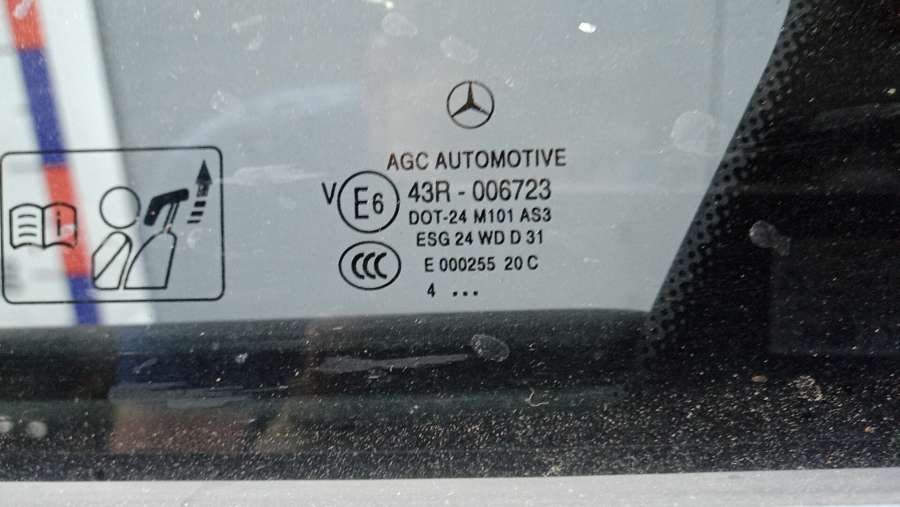 AGC AUTOMOTIVE
V E6 43R - 006723
DOT-24 M101 AS3
ESG 24 WD D 31
CCC E 000255 20 C
4 ...
i